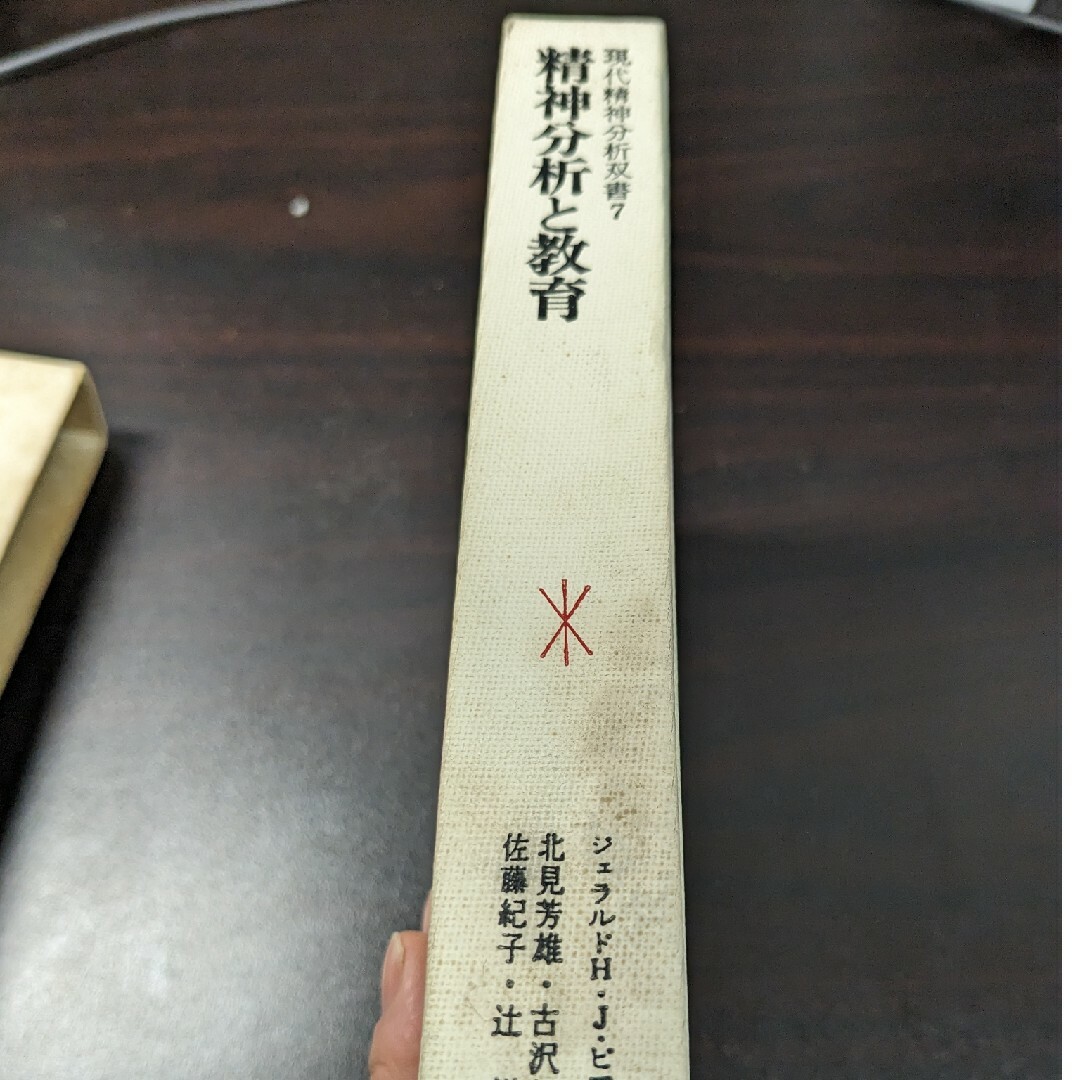 現代精神分析双書7
精神分析と教育
ジェラルドH・J・ピ
北見芳雄・古沢
佐藤紀子・辻